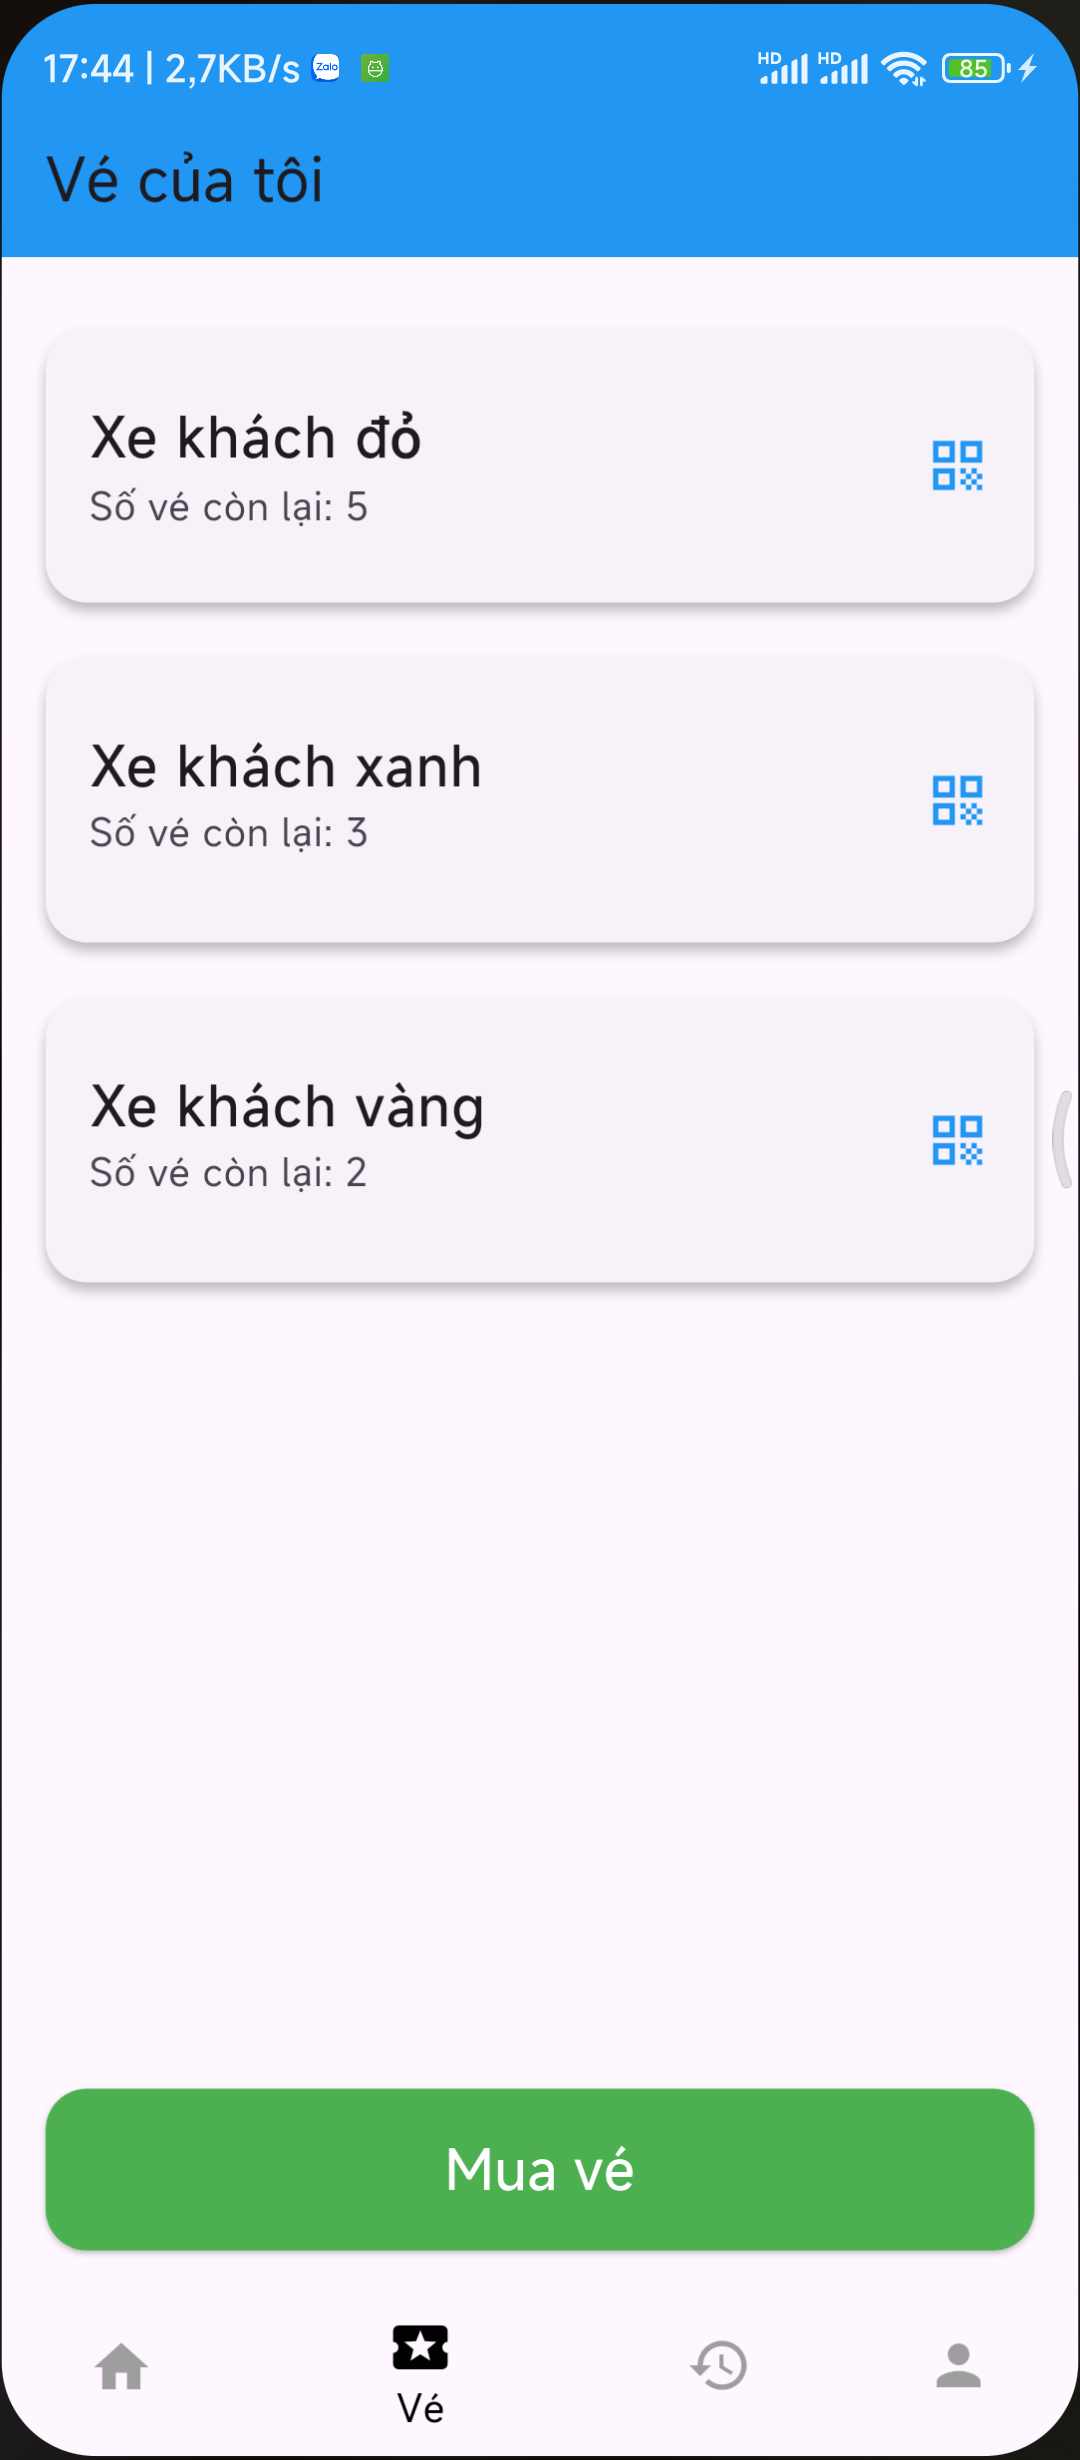 17:44 | 2,7KB/s Zalo HD HD 85
Vé của tôi
Xe khách đỏ
Số vé còn lại: 5
Xe khách xanh
Số vé còn lại: 3
Xe khách vàng
Số vé còn lại: 2
Mua vé
Vé